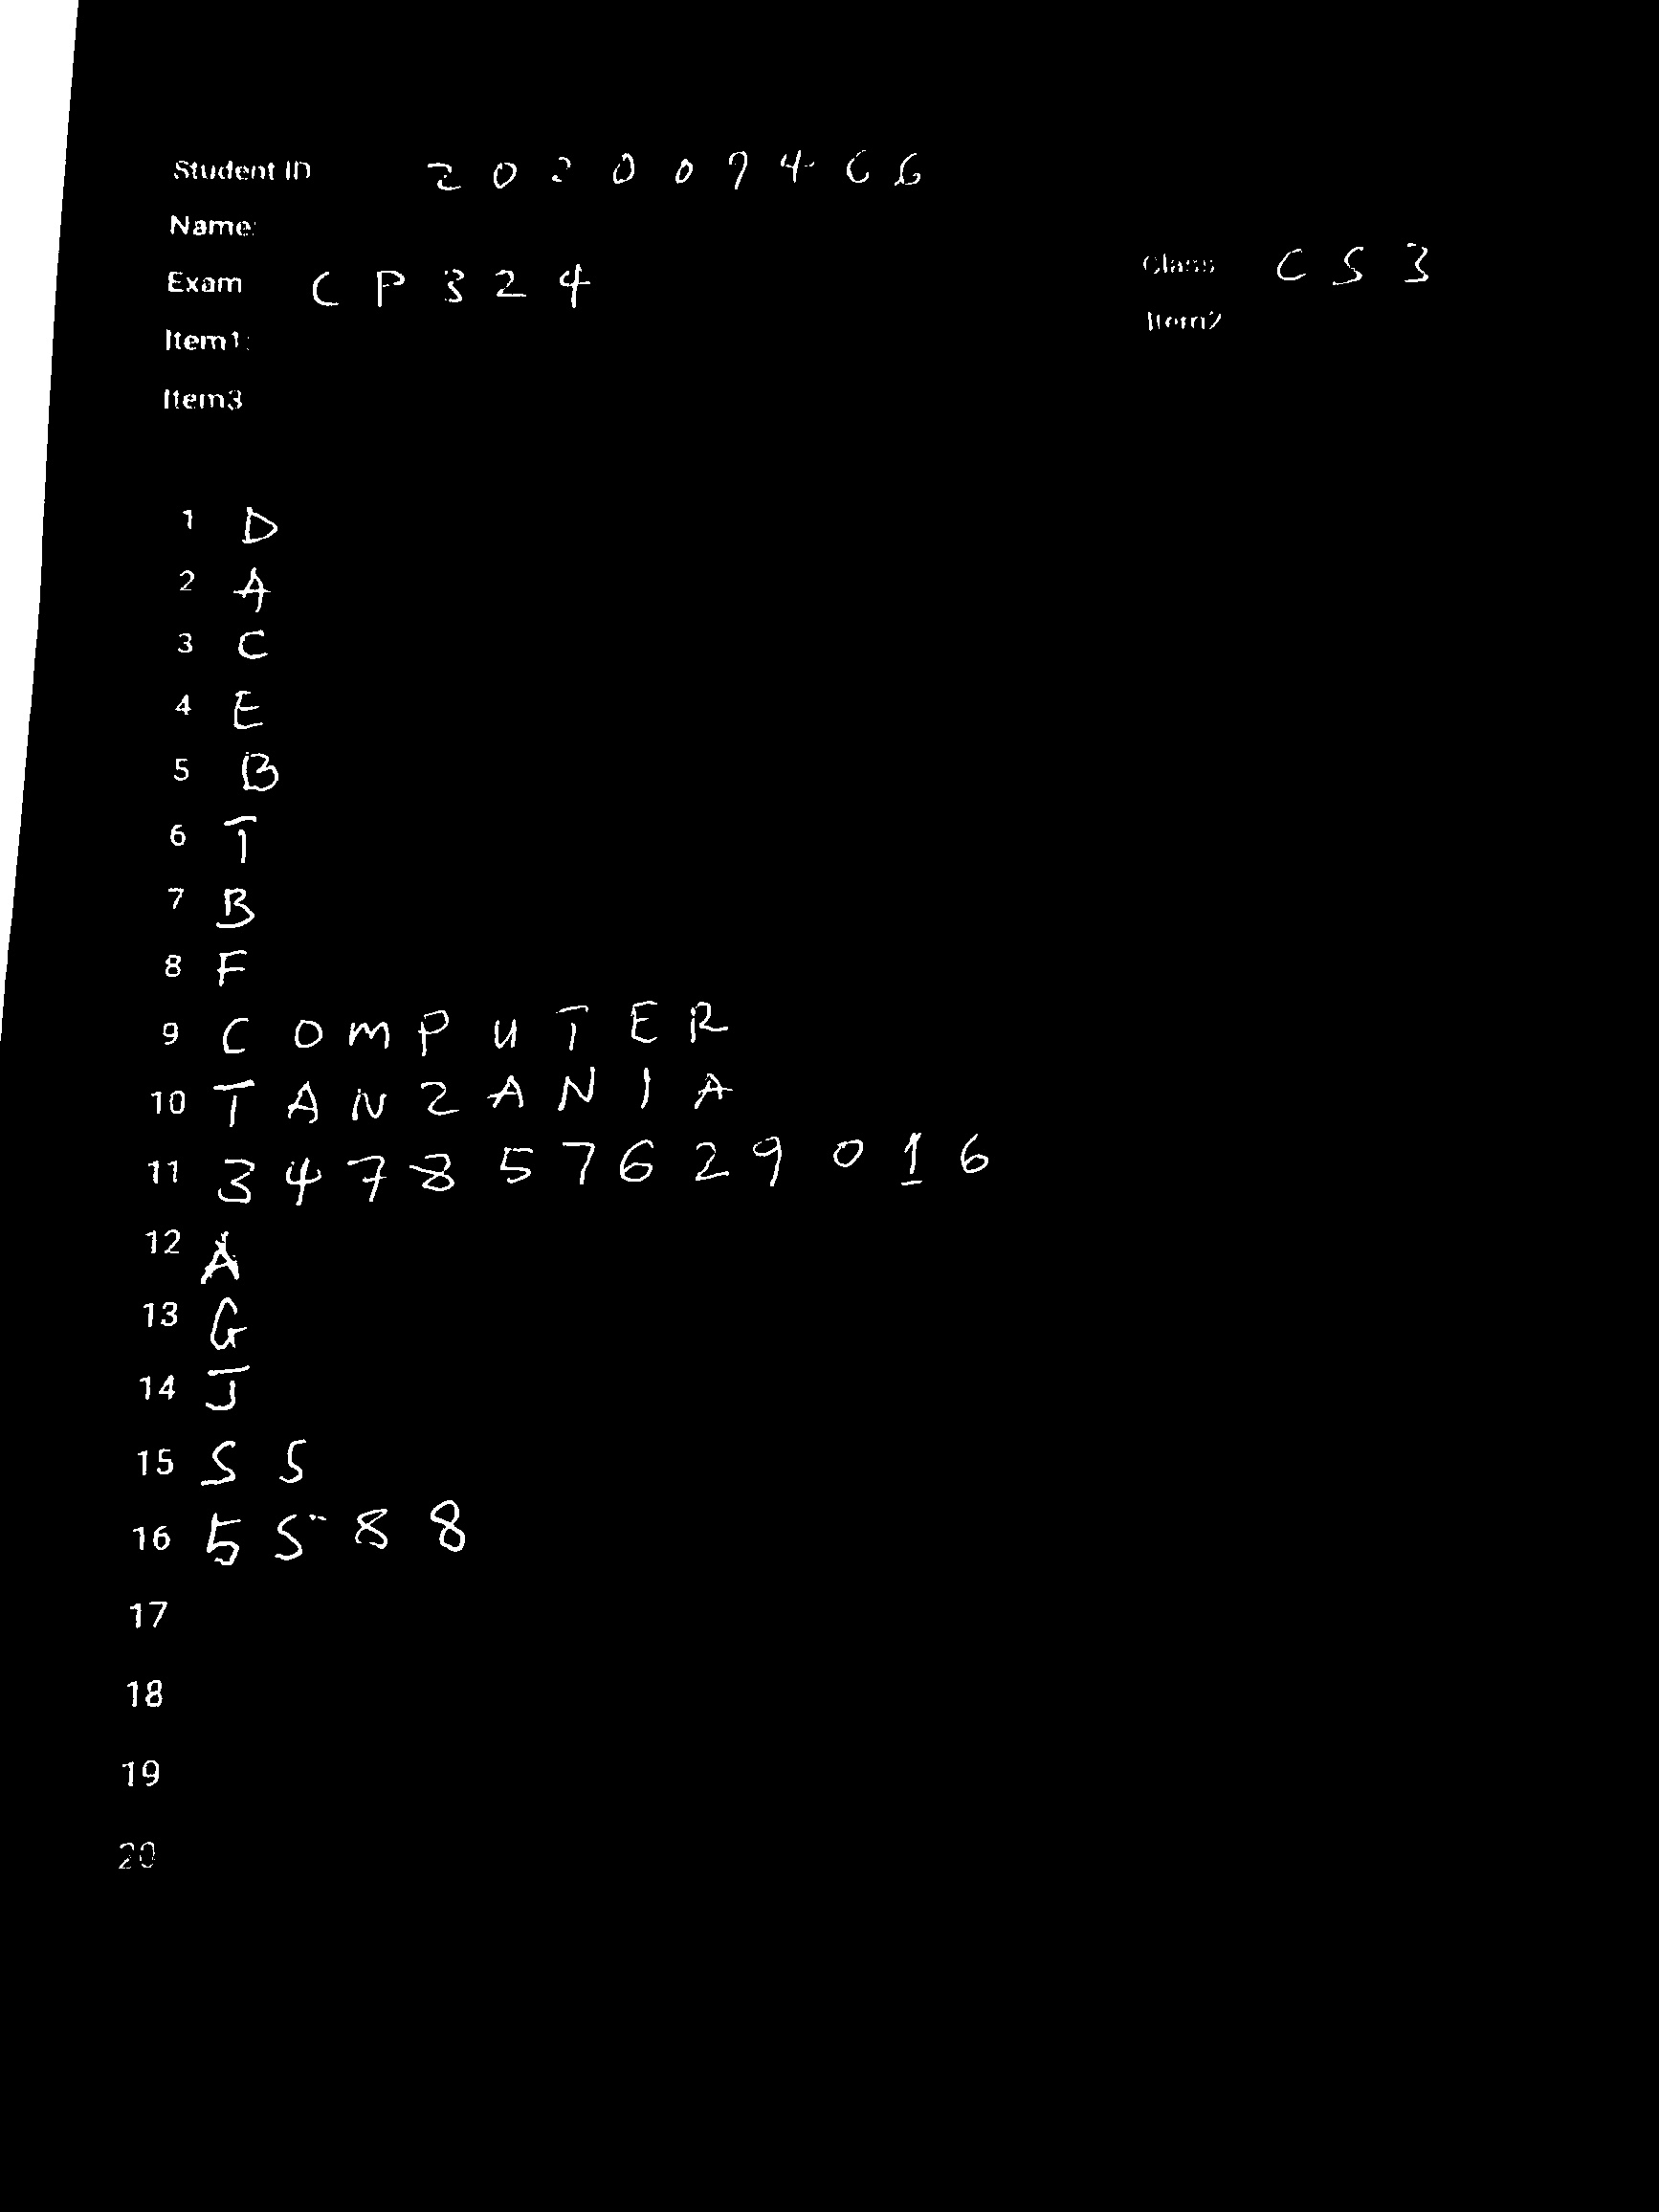 Student ID 2 0 2 0 0 9 4 6 6
Name:
Exam C P 3 2 4
Class C S 3
Item1:
Item2
Item3
1 D
2 A
3 C
4 E
5 B
6 T
7 B
8 F
9 C O M P U T E R
10 T A N Z A N I A
11 3 4 7 8 5 7 6 2 9 0 1 6
12 A
13 G
14 J
15 S 5
16 5 5 8 8
17
18
19
20